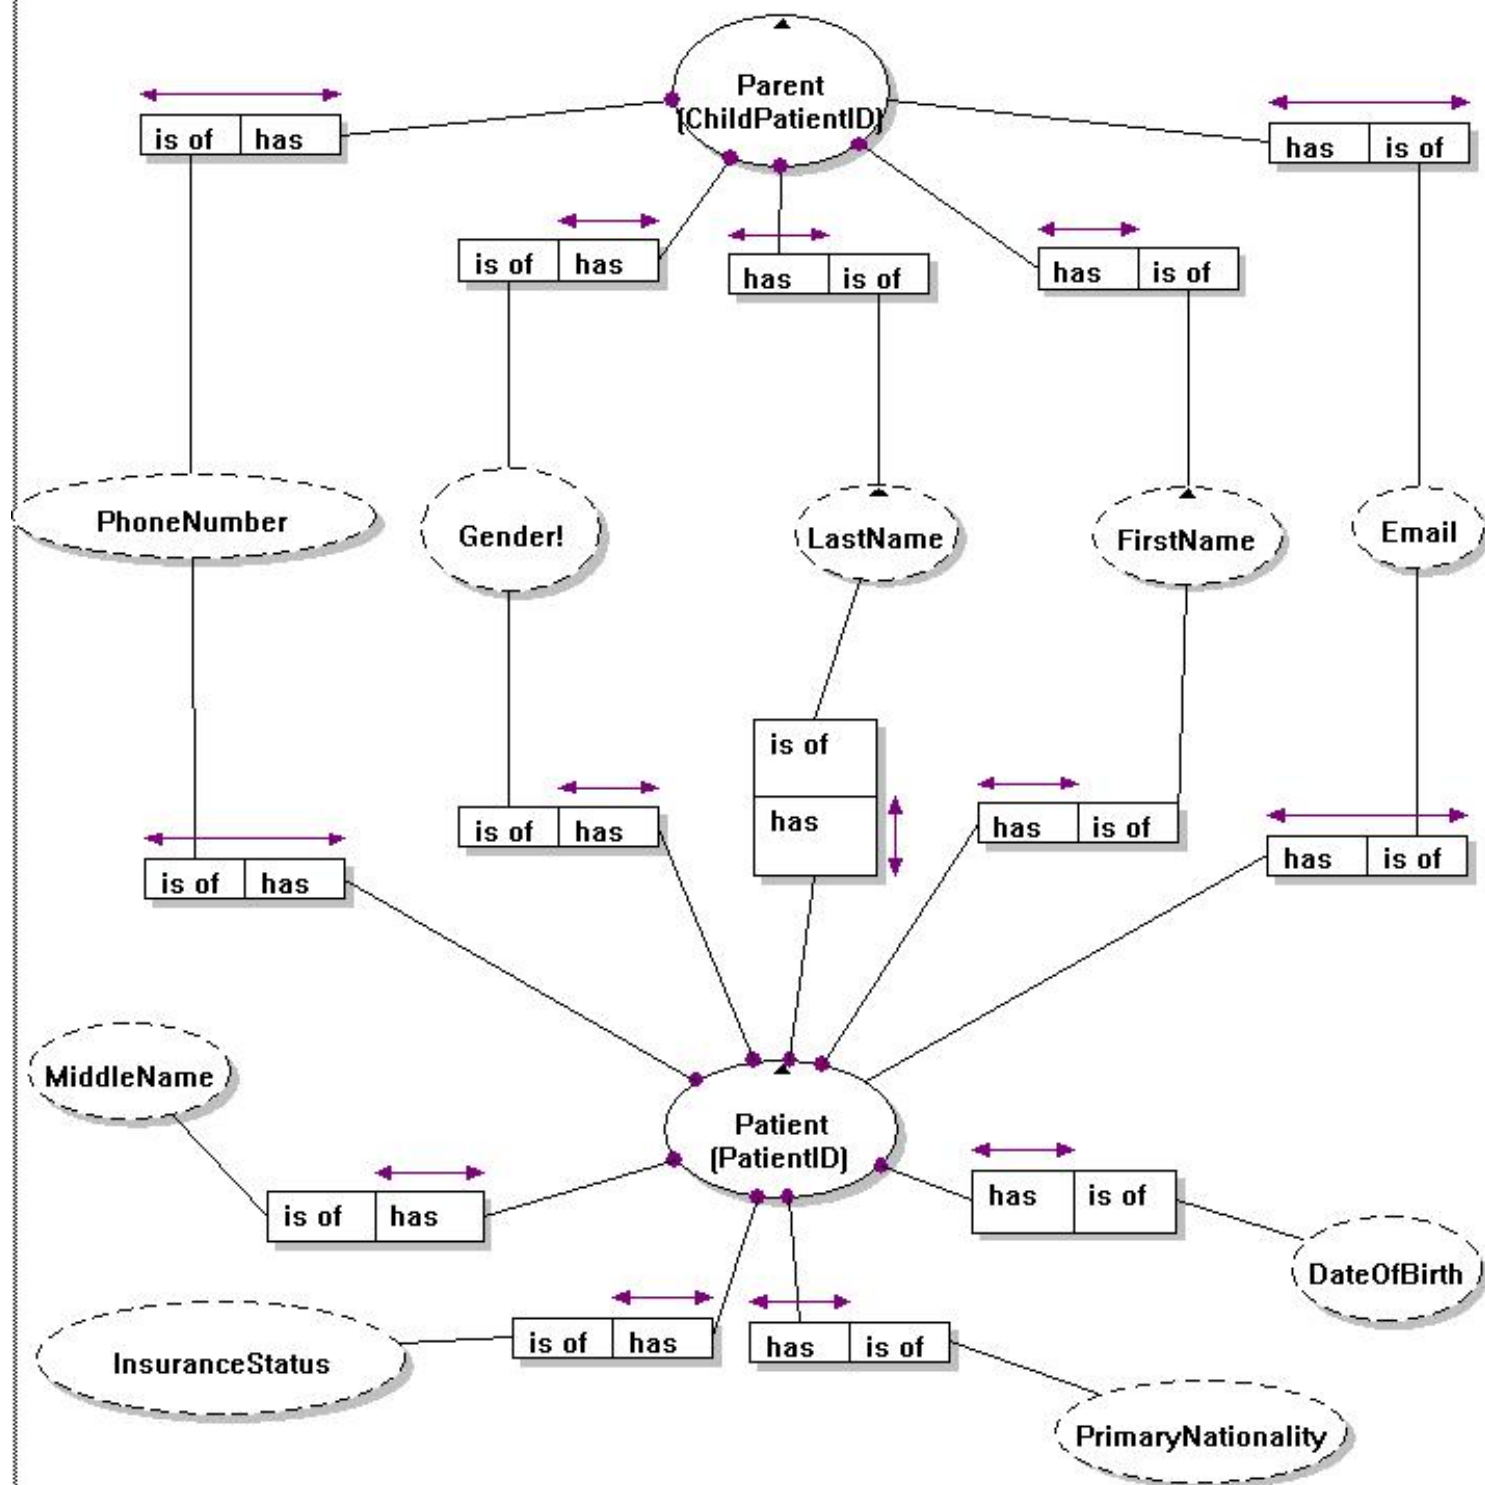 Parent
(ChildPatientID)
is of has
has is of
is of has
has is of
has is of
PhoneNumber
Gender!
LastName
FirstName
Email
is of
has
is of has
has is of
has is of
is of has
MiddleName
Patient
(PatientID)
has is of
is of has
DateOfBirth
is of has
has is of
InsuranceStatus
PrimaryNationality